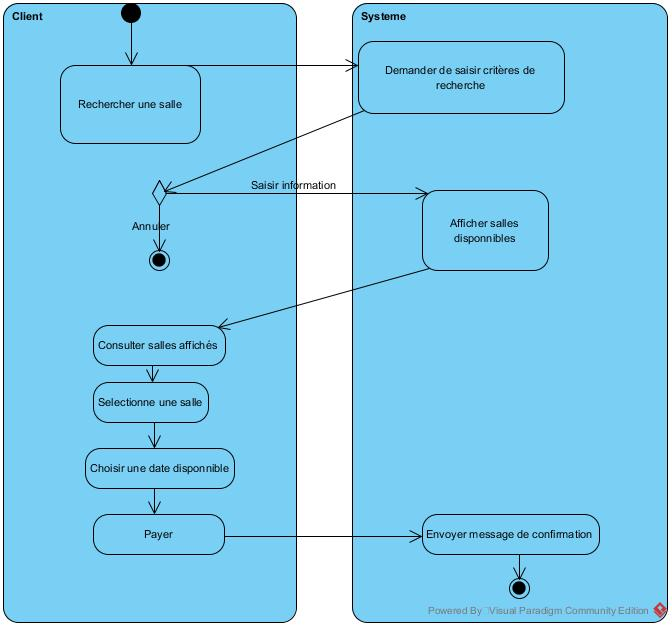 Client
Systeme
Demander de saisir critères de
recherche
Rechercher une salle
Saisir information
Annuler
Afficher salles
disponnibles
Consulter salles affichés
Selectionne une salle
Choisir une date disponnible
Payer
Envoyer message de confirmation
Powered By Visual Paradigm Community Edition